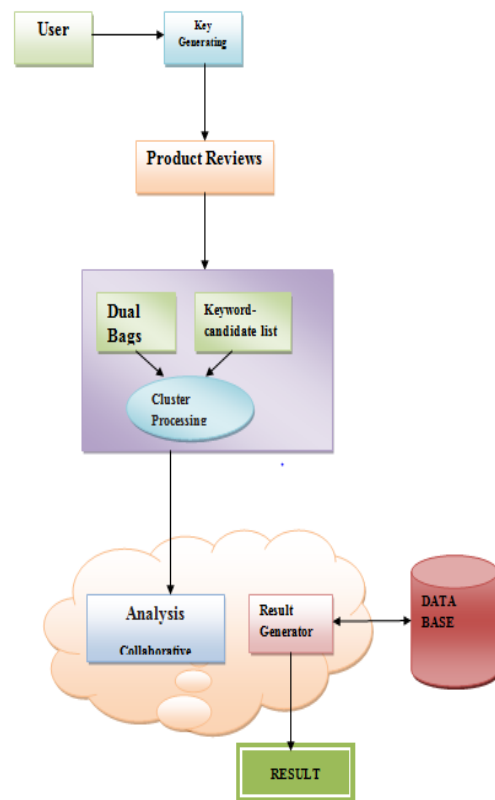 User
Key
Generating
Product Reviews
Dual
Bags
Keyword-
candidate list
Cluster
Processing
Analysis
Collaborative
Result
Generator
DATA
BASE
RESULT